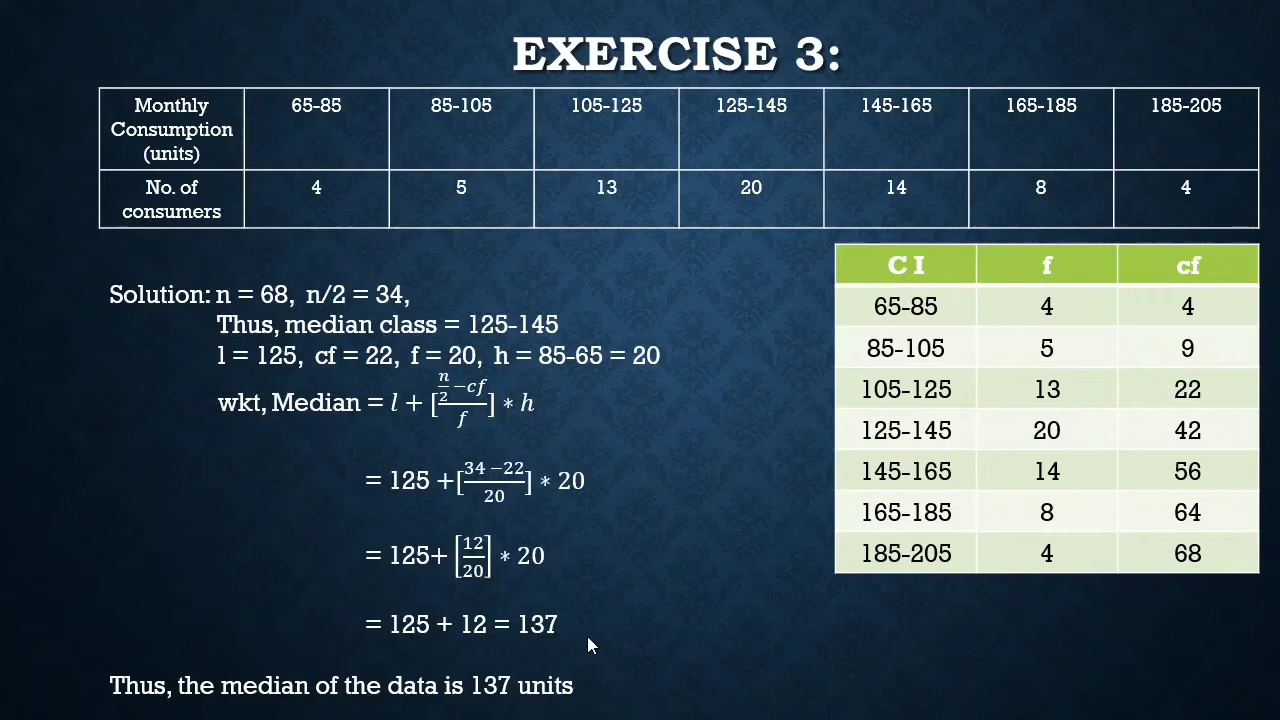 EXERCISE 3:
Monthly Consumption (units) 65-85 85-105 105-125 125-145 145-165 165-185 185-205
No. of consumers 4 5 13 20 14 8 4
Solution: n = 68, n/2 = 34,
Thus, median class = 125-145
l = 125, cf = 22, f = 20, h = 85-65 = 20
wkt, Median = l + [(n/2 − cf)/f] ∗ h
= 125 +[(34 − 22)/20] ∗ 20
= 125+ [12/20] ∗ 20
= 125 + 12 = 137
Thus, the median of the data is 137 units
C I f cf
65-85 4 4
85-105 5 9
105-125 13 22
125-145 20 42
145-165 14 56
165-185 8 64
185-205 4 68